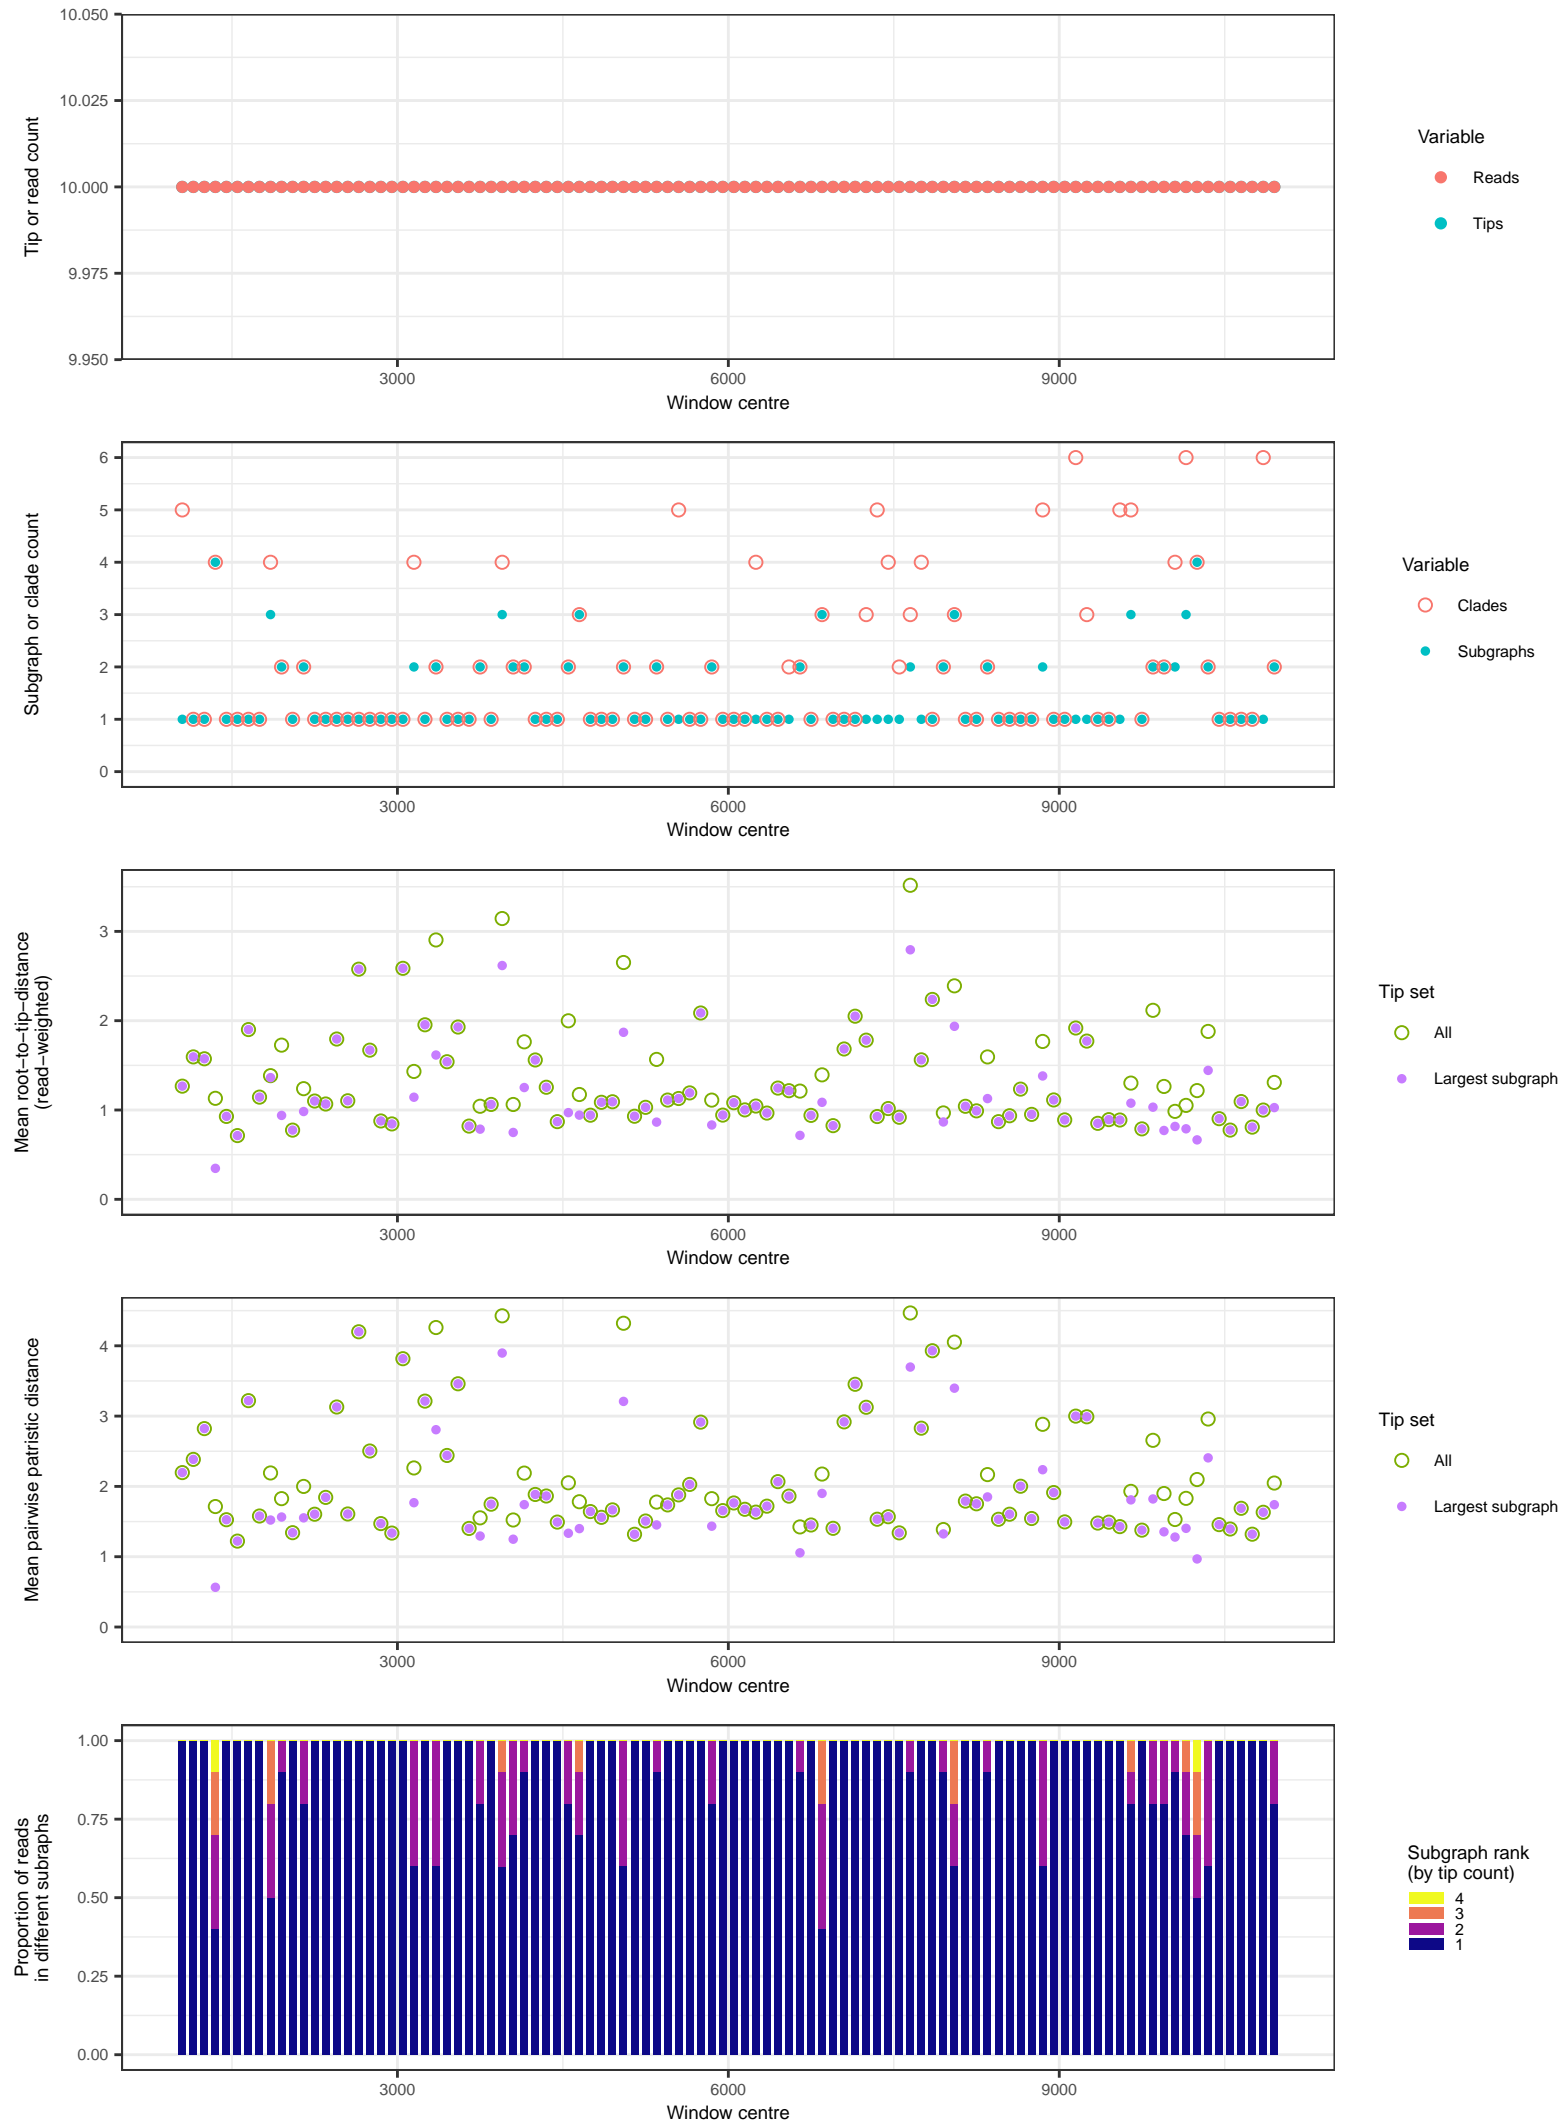 10.050
10.025
10.000
9.975
9.950
Tip or read count
3000
6000
9000
Window centre
Variable
Reads
Tips
6
5
4
3
2
1
0
Subgraph or clade count
3000
6000
9000
Window centre
Variable
Clades
Subgraphs
3
2
1
0
Mean root−to−tip−distance
(read−weighted)
3000
6000
9000
Window centre
Tip set
All
Largest subgraph
4
3
2
1
0
Mean pairwise patristic distance
3000
6000
9000
Window centre
Tip set
All
Largest subgraph
1.00
0.75
0.50
0.25
0.00
Proportion of reads
in different subraphs
3000
6000
9000
Window centre
Subgraph rank
(by tip count)
4
3
2
1